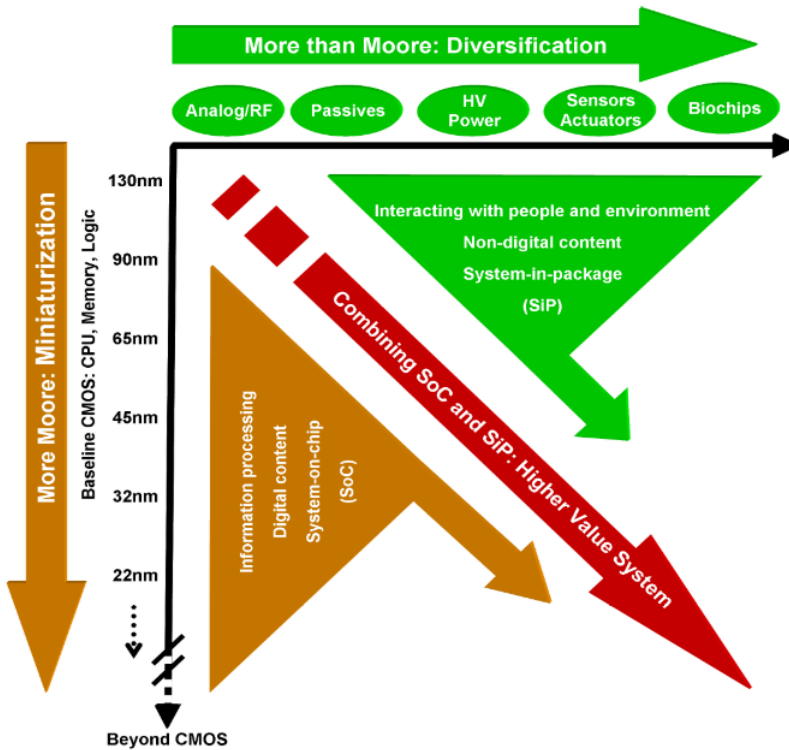 More than Moore: Diversification
Analog/RF
Passives
HV
Power
Sensors
Actuators
Biochips
More Moore: Miniaturization
Baseline CMOS: CPU, Memory, Logic
130nm
90nm
65nm
45nm
32nm
22nm
Beyond CMOS
Interacting with people and environment
Non-digital content
System-in-package
(SiP)
Combining SoC and SiP: Higher Value System
Information processing
Digital content
System-on-chip
(SoC)